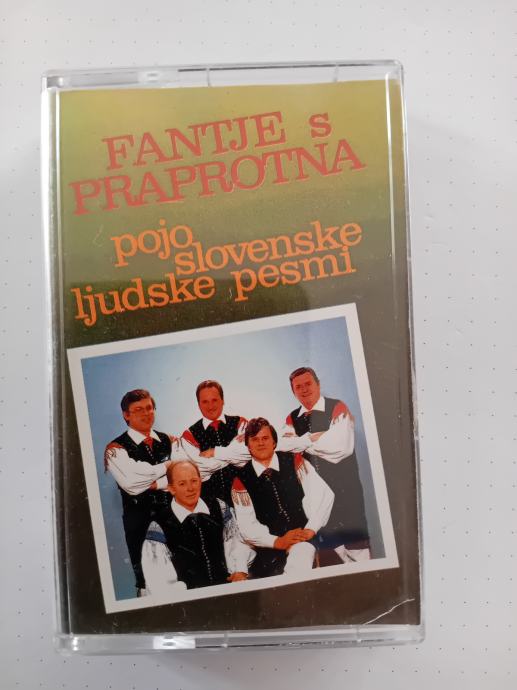 FANTJE s
PRAPROTNA
pojo
slovenske
ljudske pesmi